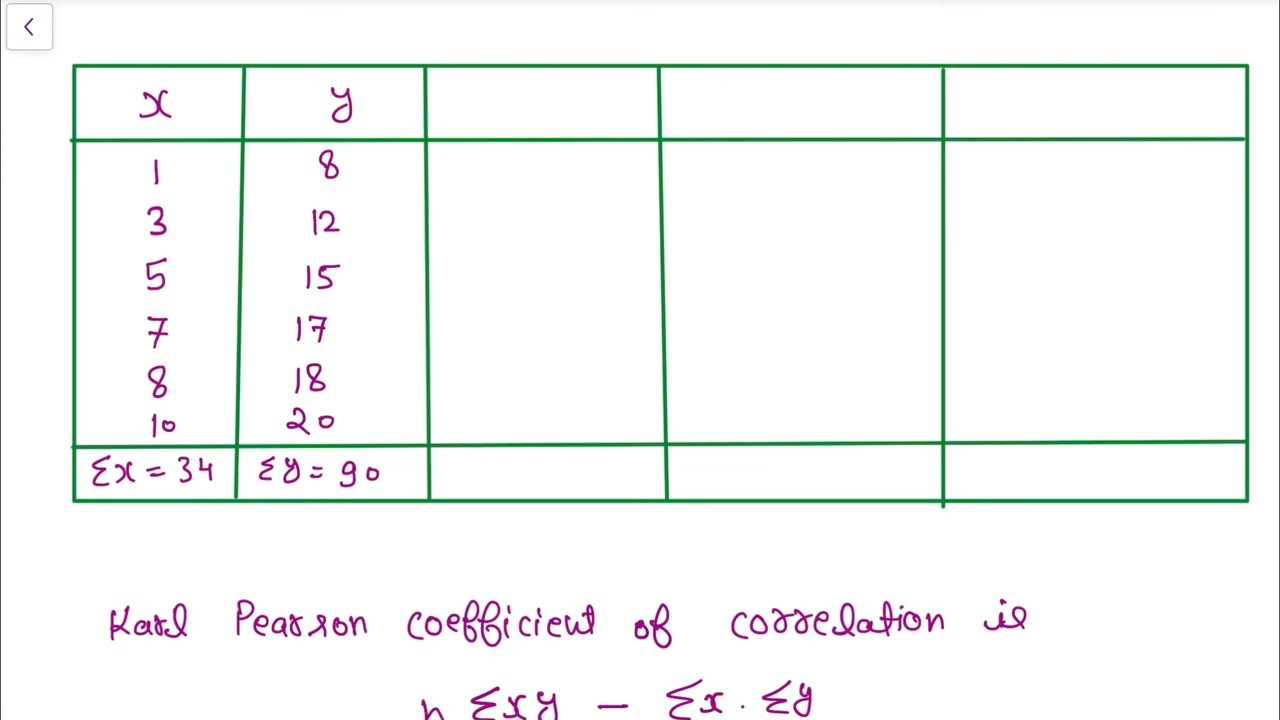 x y
1 8
3 12
5 15
7 17
8 18
10 20
Σx = 34 Σy = 90
Karl Pearson coefficient of correlation is
n Σxy - Σx . Σy